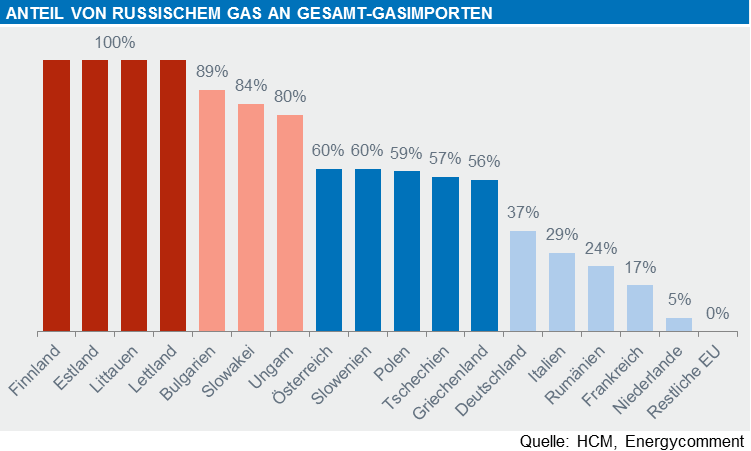 ANTEIL VON RUSSISCHEM GAS AN GESAMT-GASIMPORTEN
100%
89%
84%
80%
60%
60%
59%
57%
56%
37%
29%
24%
17%
5%
0%
Finnland
Estland
Littauen
Lettland
Bulgarien
Slowakei
Ungarn
Österreich
Slowenien
Polen
Tschechien
Griechenland
Deutschland
Italien
Rumänien
Frankreich
Niederlande
Restliche EU
Quelle: HCM, Energycomment